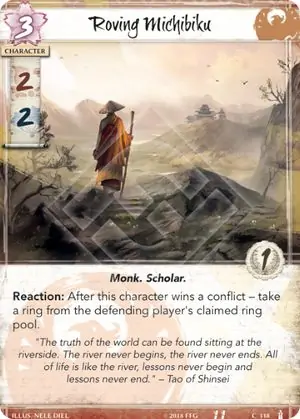 3
Roving Michibiku
CHARACTER
2
2
1
Monk. Scholar.
Reaction: After this character wins a conflict – take
a ring from the defending player's claimed ring
pool.
"The truth of the world can be found sitting at the
riverside. The river never begins, the river never ends. All
of life is like the river, lessons never begin and
lessons never end." – Tao of Shinsei
ILLUS: NELE DIEL
©2018 FFG